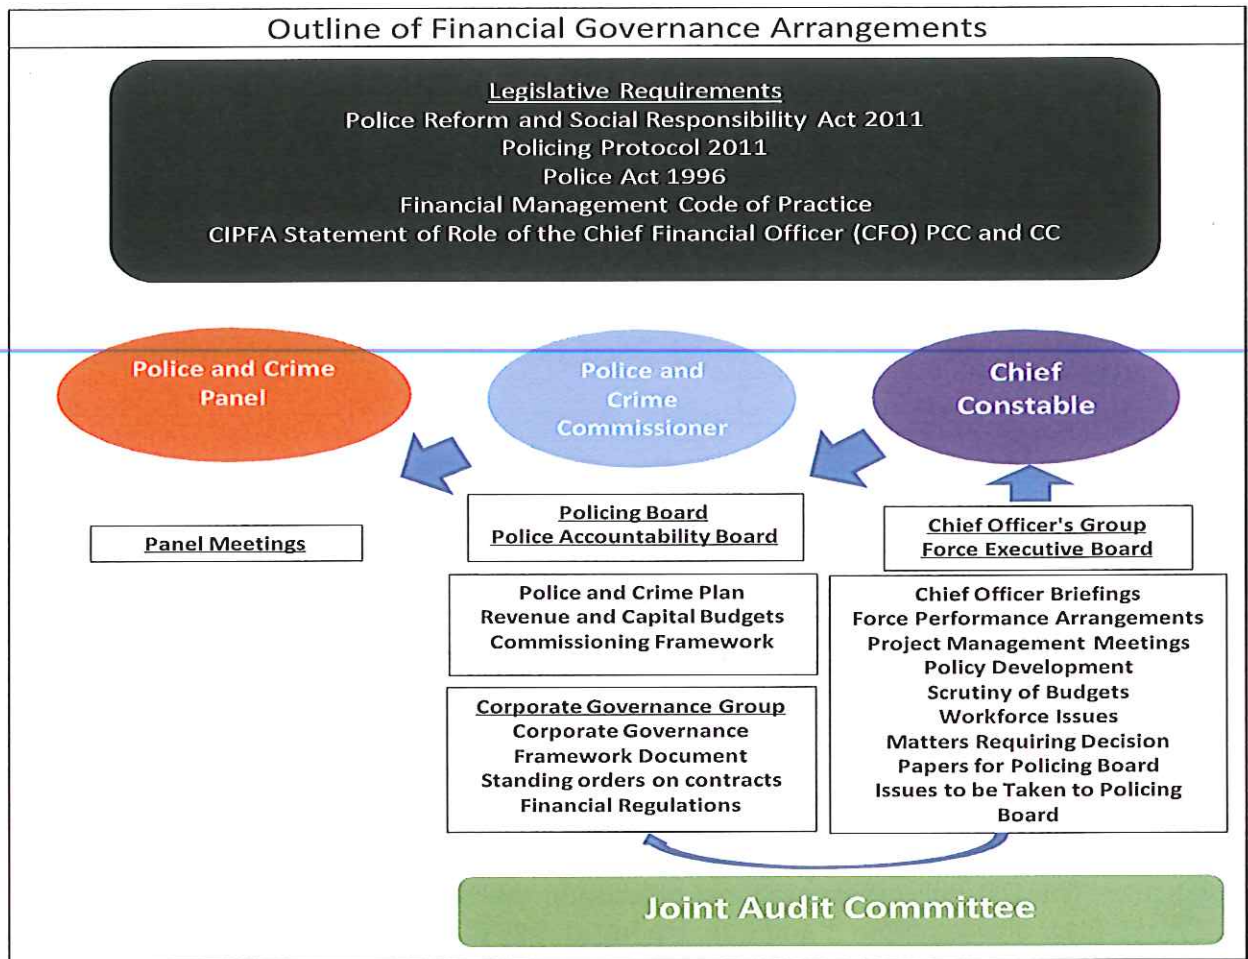 Outline of Financial Governance Arrangements
Legislative Requirements
Police Reform and Social Responsibility Act 2011
Policing Protocol 2011
Police Act 1996
Financial Management Code of Practice
CIPFA Statement of Role of the Chief Financial Officer (CFO) PCC and CC
Police and Crime
Panel
Police and
Crime
Commissioner
Chief
Constable
Panel Meetings
Policing Board
Police Accountability Board
Police and Crime Plan
Revenue and Capital Budgets
Commissioning Framework
Corporate Governance Group
Corporate Governance
Framework Document
Standing orders on contracts
Financial Regulations
Chief Officer's Group
Force Executive Board
Chief Officer Briefings
Force Performance Arrangements
Project Management Meetings
Policy Development
Scrutiny of Budgets
Workforce Issues
Matters Requiring Decision
Papers for Policing Board
Issues to be Taken to Policing
Board
Joint Audit Committee